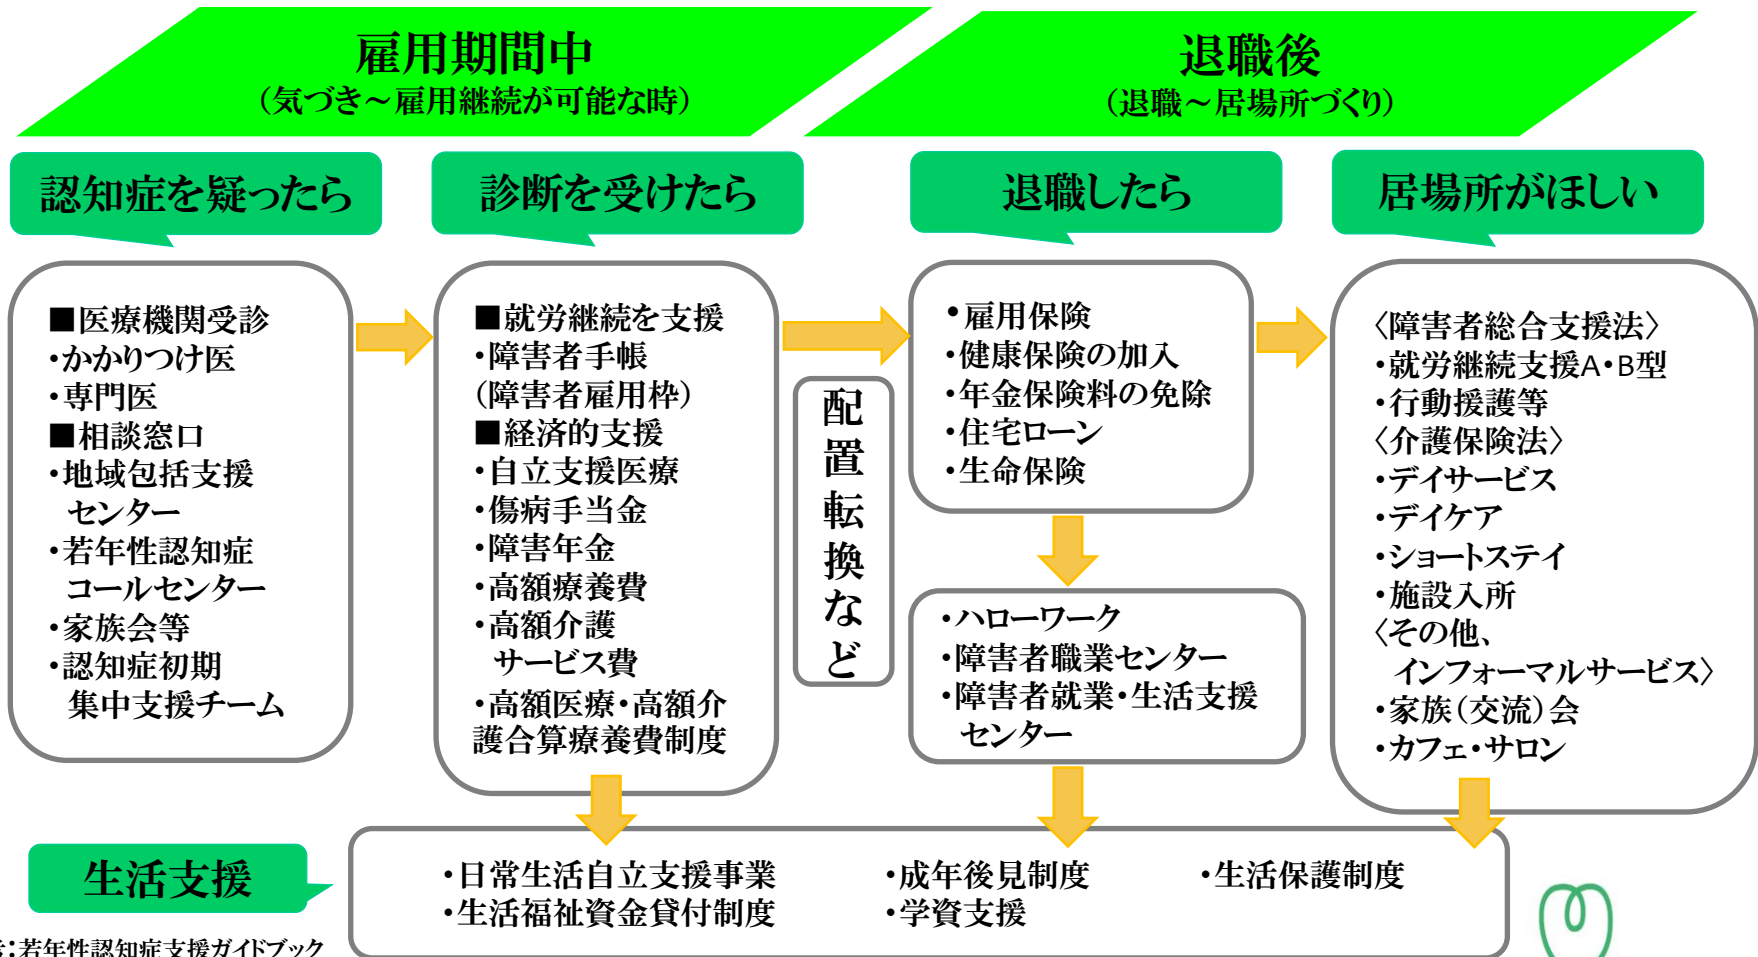 雇用期間中
（気づき～雇用継続が可能な時）
退職後
（退職～居場所づくり）
認知症を疑ったら
診断を受けたら
退職したら
居場所がほしい
■医療機関受診
・かかりつけ医
・専門医
■相談窓口
・地域包括支援
センター
・若年性認知症
コールセンター
・家族会等
・認知症初期
集中支援チーム
■就労継続を支援
・障害者手帳
（障害者雇用枠）
■経済的支援
・自立支援医療
・傷病手当金
・障害年金
・高額療養費
・高額介護
サービス費
・高額医療・高額介
護合算療養費制度
配置転換など
・雇用保険
・健康保険の加入
・年金保険料の免除
・住宅ローン
・生命保険
・ハローワーク
・障害者職業センター
・障害者就業・生活支援
センター
〈障害者総合支援法〉
・就労継続支援A・B型
・行動援護等
〈介護保険法〉
・デイサービス
・デイケア
・ショートステイ
・施設入所
〈その他、
インフォーマルサービス〉
・家族（交流）会
・カフェ・サロン
生活支援
・日常生活自立支援事業
・成年後見制度
・生活保護制度
・生活福祉資金貸付制度
・学資支援
：若年性認知症支援ガイドブック